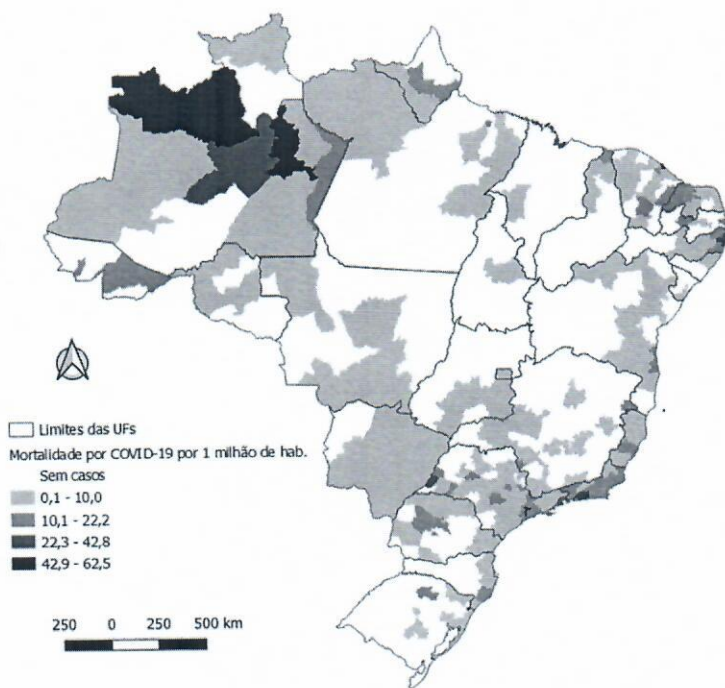 Limites das UFs
Mortalidade por COVID-19 por 1 milhão de hab.
Sem casos
0,1 - 10,0
10,1 - 22,2
22,3 - 42,8
42,9 - 62,5
250 0 250 500 km